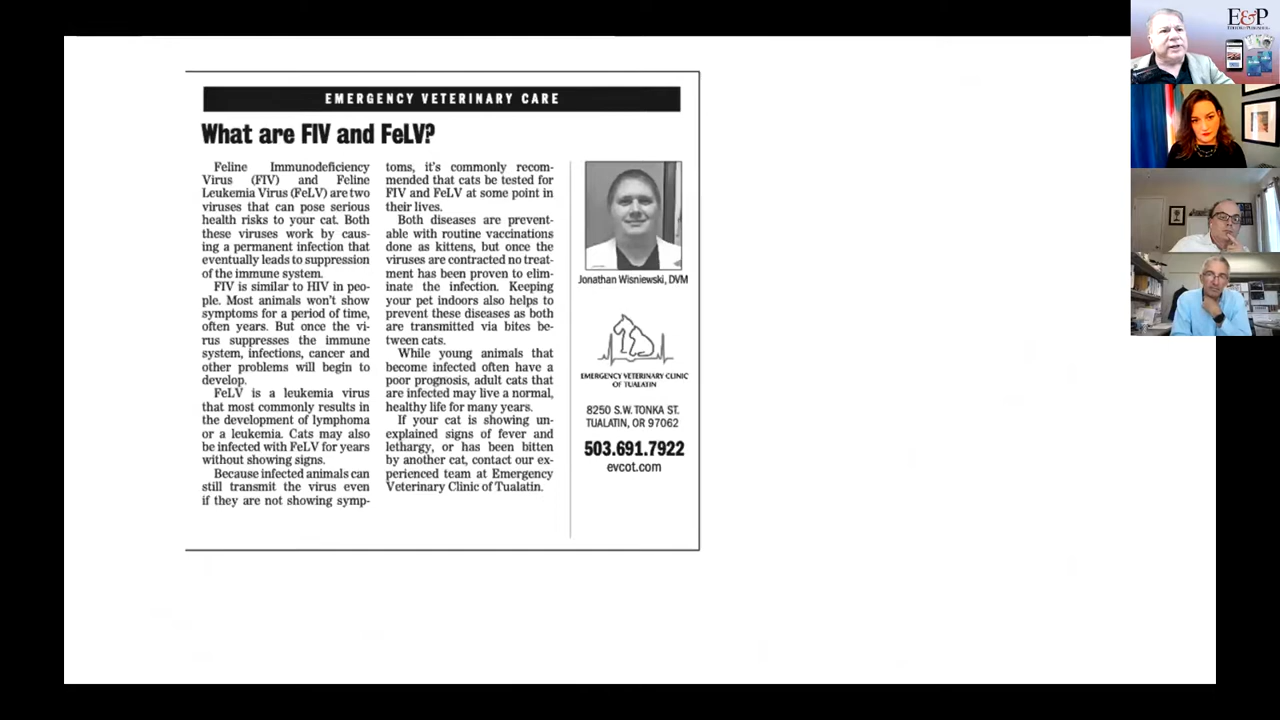 EMERGENCY VETERINARY CARE
What are FIV and FeLV?
Feline Immunodeficiency
Virus (FIV) and Feline
Leukemia Virus (FeLV) are two
viruses that can pose serious
health risks to your cat. Both
these viruses work by caus-
ing a permanent infection that
eventually leads to suppression
of the immune system.
FIV is similar to HIV in peo-
ple. Most animals won't show
symptoms for a period of time,
often years. But once the vi-
rus suppresses the immune
system, infections, cancer and
other problems will begin to
develop.
FeLV is a leukemia virus
that most commonly results in
the development of lymphoma
or a leukemia. Cats may also
be infected with FeLV for years
without showing signs.
Because infected animals can
still transmit the virus even
if they are not showing symp-
toms, it's commonly recom-
mended that cats be tested for
FIV and FeLV at some point in
their lives.
Both diseases are prevent-
able with routine vaccinations
done as kittens, but once the
viruses are contracted no treat-
ment has been proven to elim-
inate the infection. Keeping
your pet indoors also helps to
prevent these diseases as both
are transmitted via bites be-
tween cats.
While young animals that
become infected often have a
poor prognosis, adult cats that
are infected may live a normal,
healthy life for many years.
If your cat is showing un-
explained signs of fever and
lethargy, or has been bitten
by another cat, contact our ex-
perienced team at Emergency
Veterinary Clinic of Tualatin.
Jonathan Wisniewski, DVM
EMERGENCY VETERINARY CLINIC
OF TUALATIN
8250 S.W. TONKA ST.
TUALATIN, OR 97062
503.691.7922
evcot.com
E&P